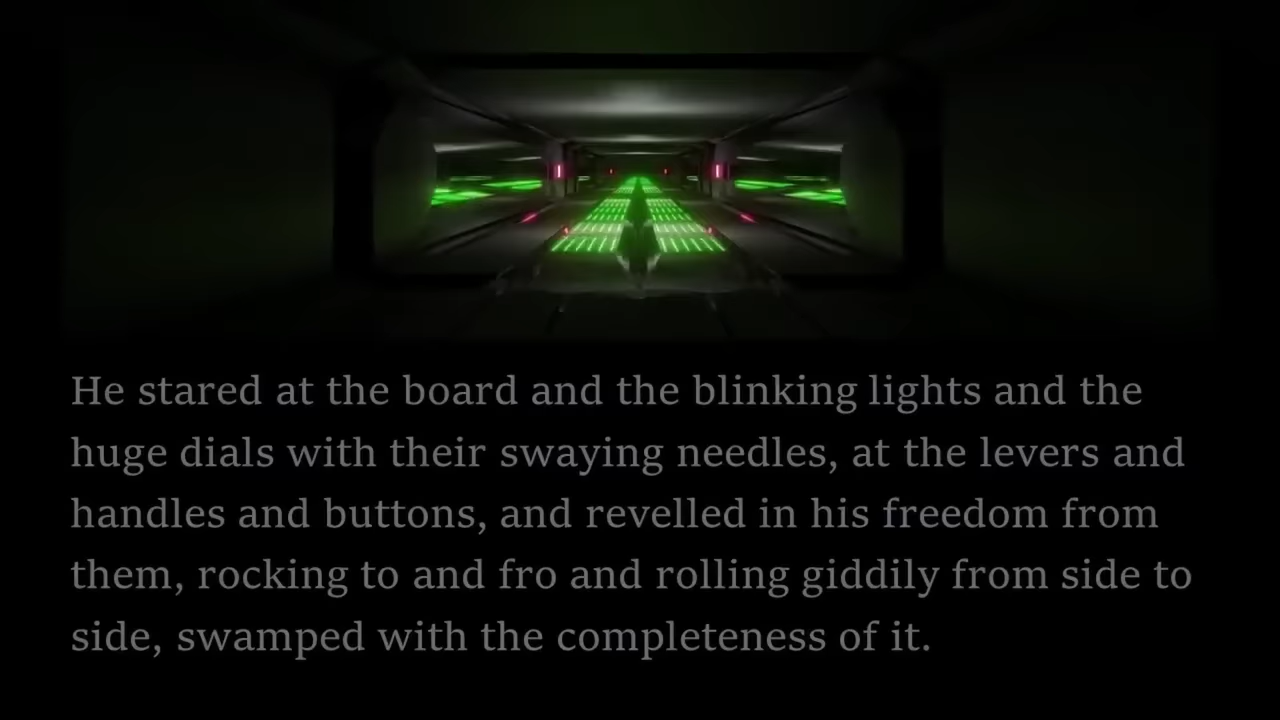 He stared at the board and the blinking lights and the
huge dials with their swaying needles, at the levers and
handles and buttons, and revelled in his freedom from
them, rocking to and fro and rolling giddily from side to
side, swamped with the completeness of it.